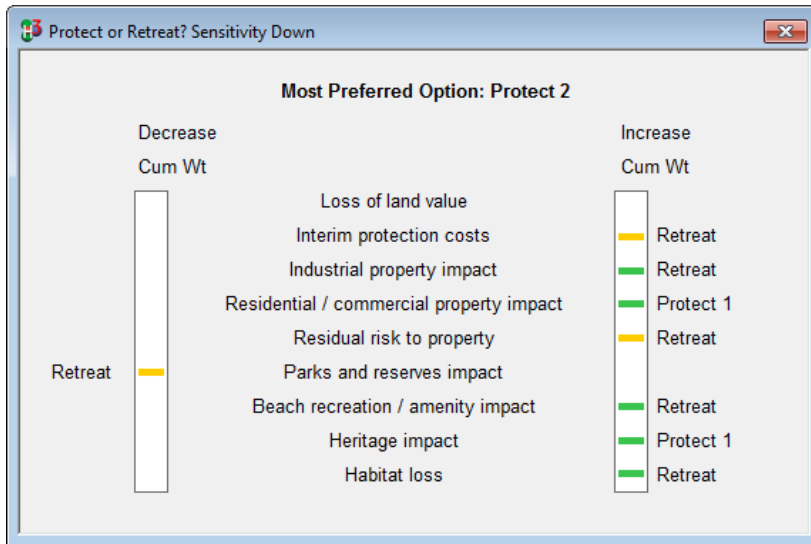 Protect or Retreat? Sensitivity Down
Most Preferred Option: Protect 2
Decrease Increase
Cum Wt Cum Wt
Loss of land value
Interim protection costs Retreat
Industrial property impact Retreat
Residential / commercial property impact Protect 1
Residual risk to property Retreat
Retreat Parks and reserves impact
Beach recreation / amenity impact Retreat
Heritage impact Protect 1
Habitat loss Retreat